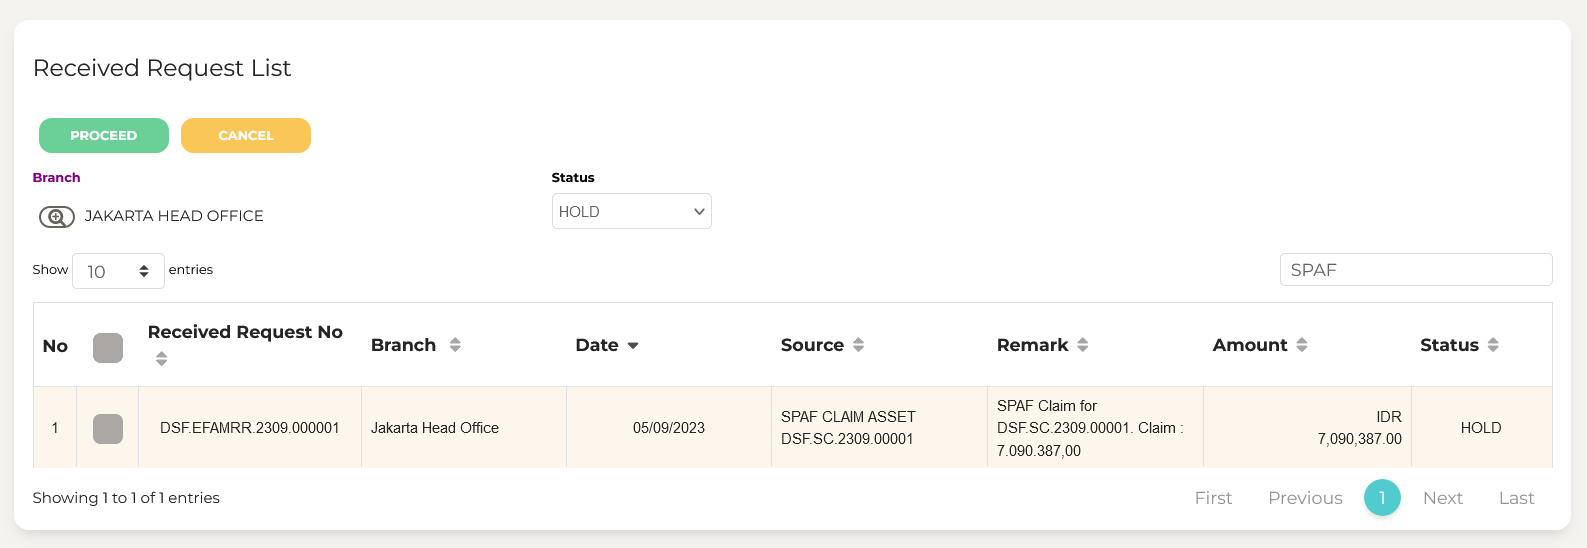 Received Request List
PROCEED CANCEL
Branch Status
JAKARTA HEAD OFFICE HOLD
Show 10 entries SPAF
No Received Request No Branch Date Source Remark Amount Status
1 DSF.EFAMRR.2309.000001 Jakarta Head Office 05/09/2023 SPAF CLAIM ASSET
DSF.SC.2309.00001
SPAF Claim for
DSF.SC.2309.00001. Claim :
7.090.387,00
IDR
7,090,387.00
HOLD
Showing 1 to 1 of 1 entries First Previous 1 Next Last